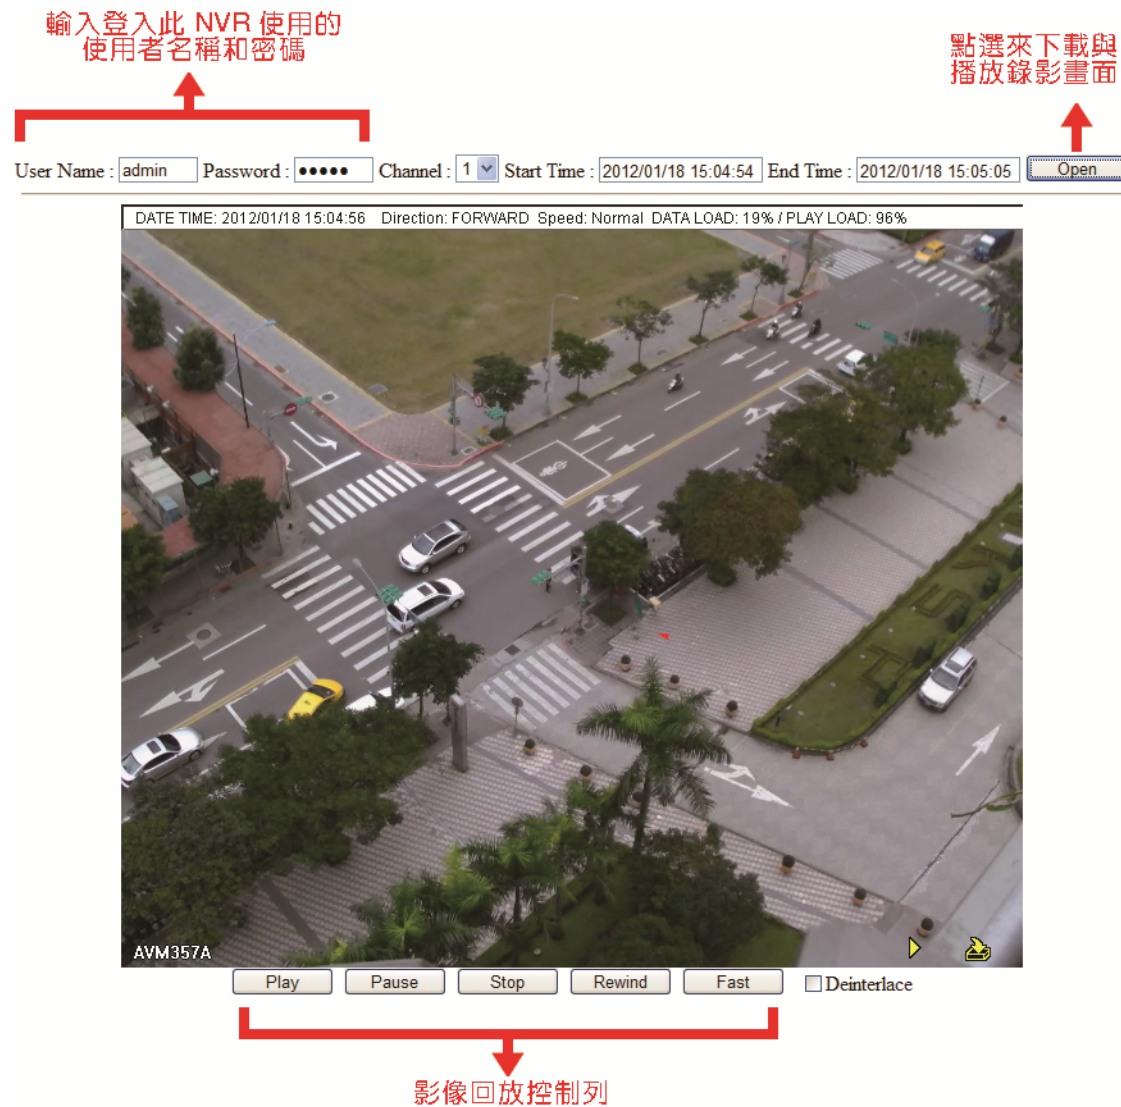 輸入登入此 NVR 使用的
使用者名稱和密碼
點選來下載與
播放錄影畫面
User Name : admin Password : ●●●●● Channel : 1 Start Time : 2012/01/18 15:04:54 End Time : 2012/01/18 15:05:05 Open
DATE TIME: 2012/01/18 15:04:56 Direction: FORWARD Speed: Normal DATA LOAD: 19% / PLAY LOAD: 96%
AVM357A
Play Pause Stop Rewind Fast Deinterlace
影像回放控制列